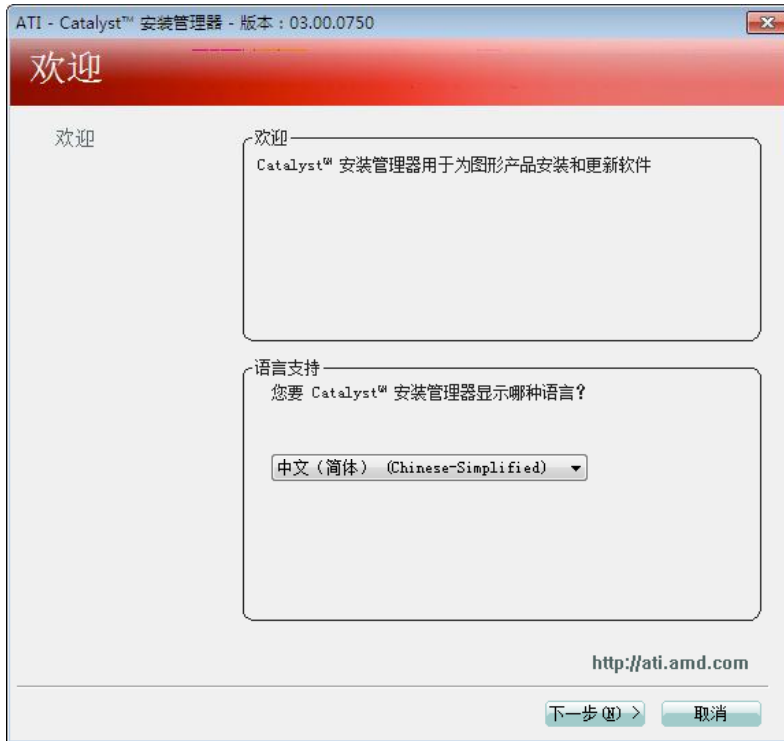 ATI - Catalyst™ 安装管理器 - 版本：03.00.0750
欢迎
欢迎
欢迎
Catalyst™ 安装管理器用于为图形产品安装和更新软件
语言支持
您要 Catalyst™ 安装管理器显示哪种语言?
中文（简体） (Chinese-Simplified)
http://ati.amd.com
下一步(N) > 取消